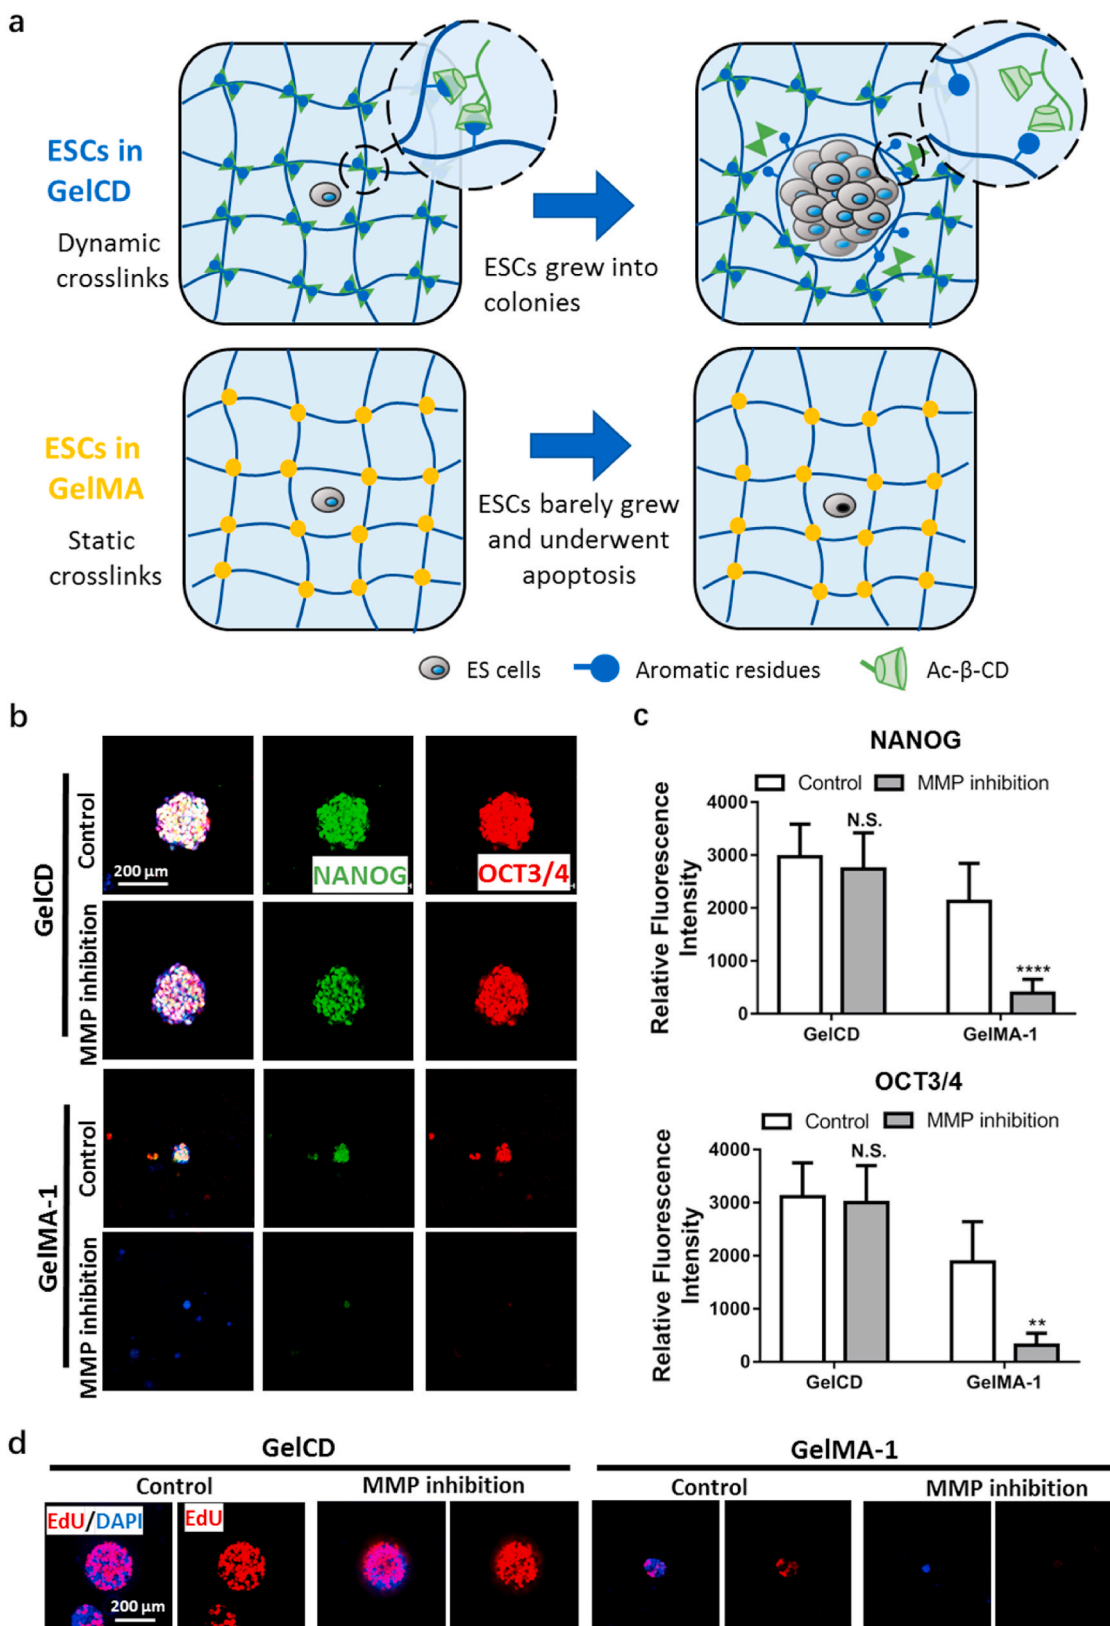 a
ESCs in
GelCD
Dynamic
crosslinks
ESCs grew into
colonies
ESCs in
GelMA
Static
crosslinks
ESCs barely grew
and underwent
apoptosis
ES cells
Aromatic residues
Ac-β-CD
b
GelCD
Control
200 μm
NANOG
OCT3/4
MMP inhibition
GelMA-1
Control
MMP inhibition
c
NANOG
Control
MMP inhibition
Relative Fluorescence
Intensity
4000
3000
2000
1000
0
N.S.
****
GelCD
GelMA-1
OCT3/4
Control
MMP inhibition
Relative Fluorescence
Intensity
4000
3000
2000
1000
0
N.S.
**
GelCD
GelMA-1
d
GelCD
GelMA-1
Control
MMP inhibition
Control
MMP inhibition
EdU/DAPI
EdU
200 μm